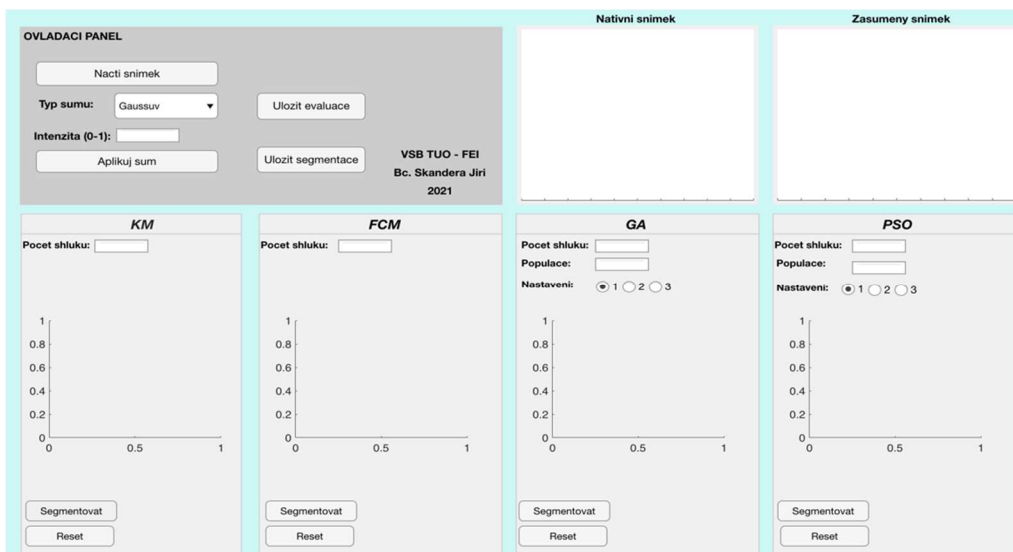 Nativni snimek
Zasumeny snimek
OVLADACI PANEL
Nacti snimek
Typ sumu:
Gaussuv
Ulozit evaluace
Intenzita (0-1):
Aplikuj sum
Ulozit segmentace
VSB TUO - FEI
Bc. Skandera Jiri
2021
KM
Pocet shluku:
1
0.8
0.6
0.4
0.2
0
0 0.5 1
Segmentovat
Reset
FCM
Pocet shluku:
1
0.8
0.6
0.4
0.2
0
0 0.5 1
Segmentovat
Reset
GA
Pocet shluku:
Populace:
Nastaveni: 1 2 3
1
0.8
0.6
0.4
0.2
0
0 0.5 1
Segmentovat
Reset
PSO
Pocet shluku:
Populace:
Nastaveni: 1 2 3
1
0.8
0.6
0.4
0.2
0
0 0.5 1
Segmentovat
Reset